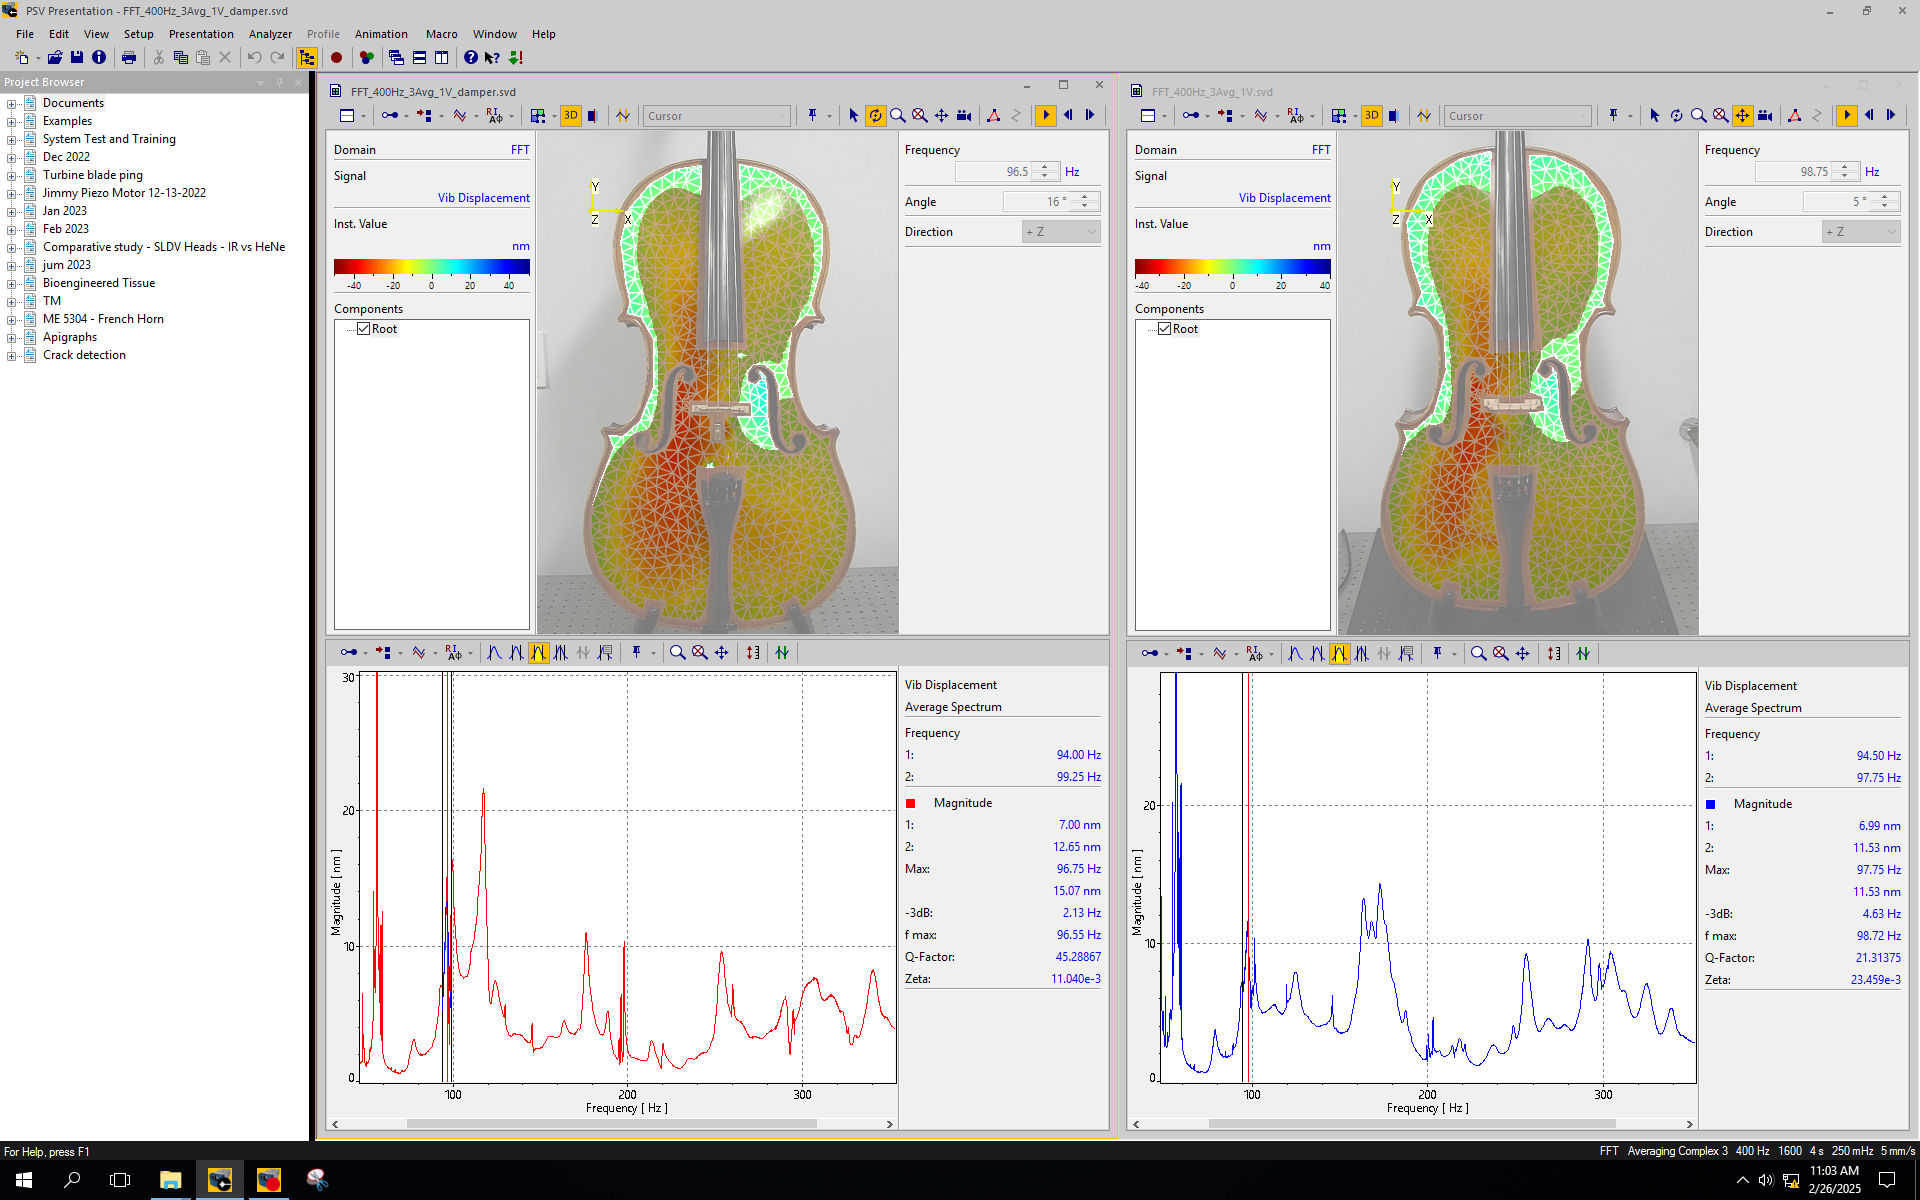 PSV Presentation - FFT_400Hz_3Avg_1V_damper.svd
File Edit View Setup Presentation Analyzer Profile Animation Macro Window Help
Project Browser
Documents
Examples
System Test and Training
Dec 2022
Turbine blade ping
Jimmy Piezo Motor 12-13-2022
Jan 2023
Feb 2023
Comparative study - SLDV Heads - IR vs HeNe
jum 2023
Bioengineered Tissue
TM
ME 5304 - French Horn
Apigraphs
Crack detection
FFT_400Hz_3Avg_1V_damper.svd
3D
Cursor
Domain FFT
Signal
Vib Displacement
Inst. Value
nm
-40 -20 0 20 40
Components
Root
Y
Z X
Frequency
96.5 Hz
Angle 16 °
Direction + Z
30
20
10
0
100 200 300
Magnitude [ nm ]
Frequency [ Hz ]
Vib Displacement
Average Spectrum
Frequency
1: 94.00 Hz
2: 99.25 Hz
Magnitude
1: 7.00 nm
2: 12.65 nm
Max: 96.75 Hz
15.07 nm
-3dB: 2.13 Hz
f max: 96.55 Hz
Q-Factor: 45.28867
Zeta: 11.040e-3
FFT_400Hz_3Avg_1V.svd
3D
Cursor
Domain FFT
Signal
Vib Displacement
Inst. Value
nm
-40 -20 0 20 40
Components
Root
Y
Z X
Frequency
98.75 Hz
Angle 5 °
Direction + Z
20
10
0
100 200 300
Magnitude [ nm ]
Frequency [ Hz ]
Vib Displacement
Average Spectrum
Frequency
1: 94.50 Hz
2: 97.75 Hz
Magnitude
1: 6.99 nm
2: 11.53 nm
Max: 97.75 Hz
11.53 nm
-3dB: 4.63 Hz
f max: 98.72 Hz
Q-Factor: 21.31375
Zeta: 23.459e-3
For Help, press F1
FFT Averaging Complex 3 400 Hz 1600 4 s 250 mHz 5 mm/s
11:03 AM
2/26/2025